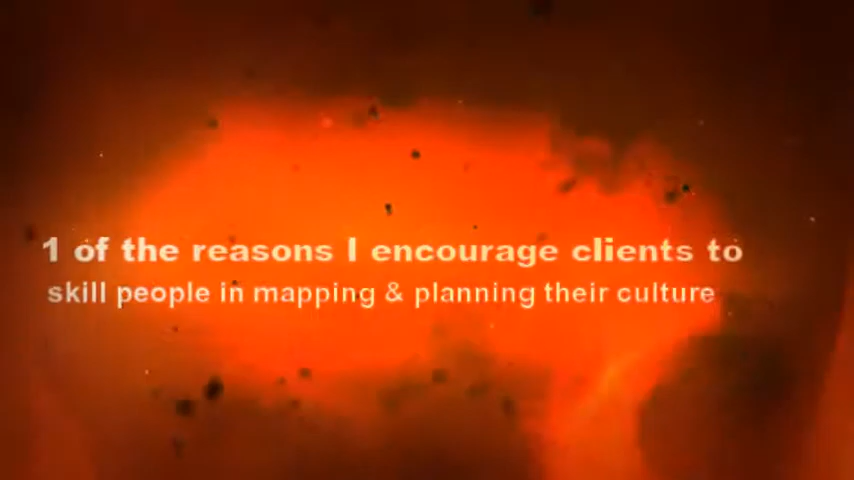 1 of the reasons I encourage clients to
skill people in mapping & planning their culture